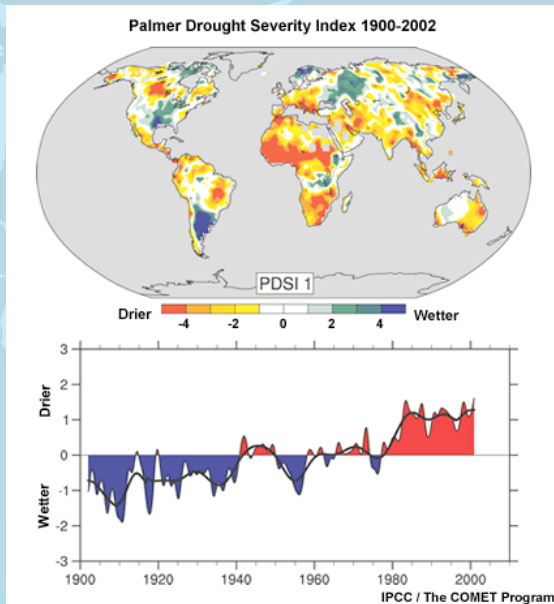 Palmer Drought Severity Index 1900-2002
PDSI 1
Drier -4 -2 0 2 4 Wetter
3
2
1
0
-1
-2
-3
Drier
Wetter
1900 1920 1940 1960 1980 2000
IPCC / The COMET Program